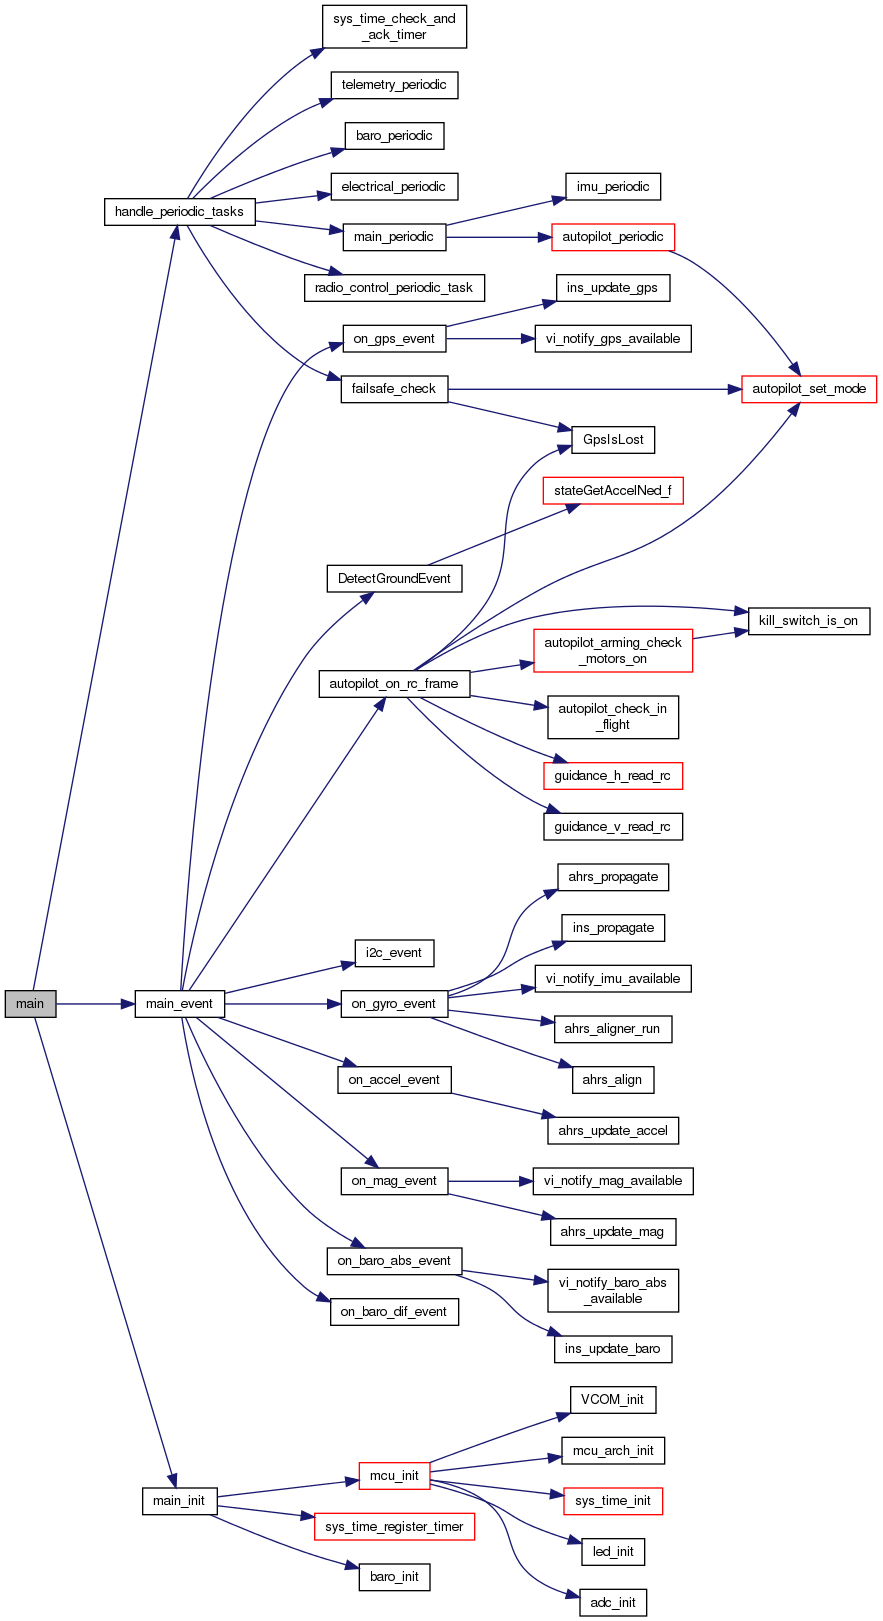 sys_time_check_and
_ack_timer
telemetry_periodic
baro_periodic
electrical_periodic
handle_periodic_tasks
main_periodic
imu_periodic
autopilot_periodic
radio_control_periodic_task
ins_update_gps
on_gps_event
vi_notify_gps_available
failsafe_check
autopilot_set_mode
GpsIsLost
stateGetAccelNed_f
DetectGroundEvent
kill_switch_is_on
autopilot_arming_check
_motors_on
autopilot_on_rc_frame
autopilot_check_in
_flight
guidance_h_read_rc
guidance_v_read_rc
ahrs_propagate
ins_propagate
i2c_event
vi_notify_imu_available
main
main_event
on_gyro_event
ahrs_aligner_run
on_accel_event
ahrs_align
ahrs_update_accel
on_mag_event
vi_notify_mag_available
ahrs_update_mag
on_baro_abs_event
vi_notify_baro_abs
_available
on_baro_dif_event
ins_update_baro
VCOM_init
mcu_arch_init
mcu_init
main_init
sys_time_init
sys_time_register_timer
led_init
baro_init
adc_init